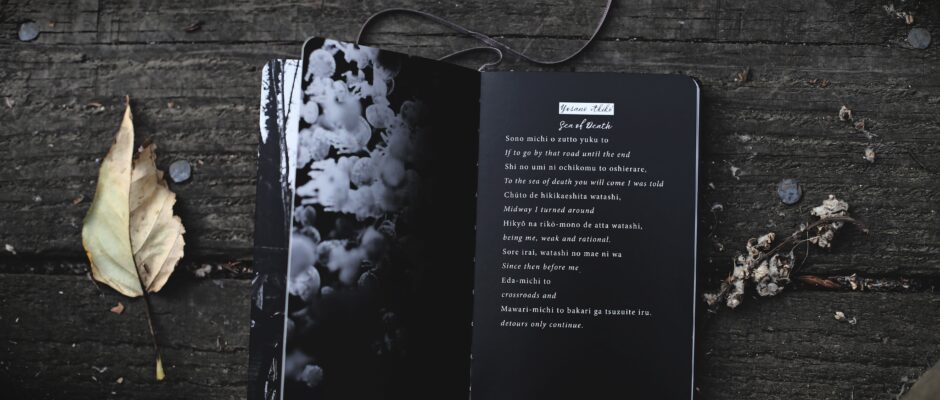 Yosano Akiko
Sea of Death
Sono michi o zutto yuku to
If to go by that road until the end
Shi no umi ni ochikomu to oshierare,
To the sea of death you will come I was told
Chūto de hikikaeshita watashi,
Midway I turned around
Hikyō na rikō-mono de atta watashi,
being me, weak and rational.
Sore irai, watashi no mae ni wa
Since then before me
Eda-michi to
crossroads and
Mawari-michi to bakari ga tsuzuite iru.
detours only continue.